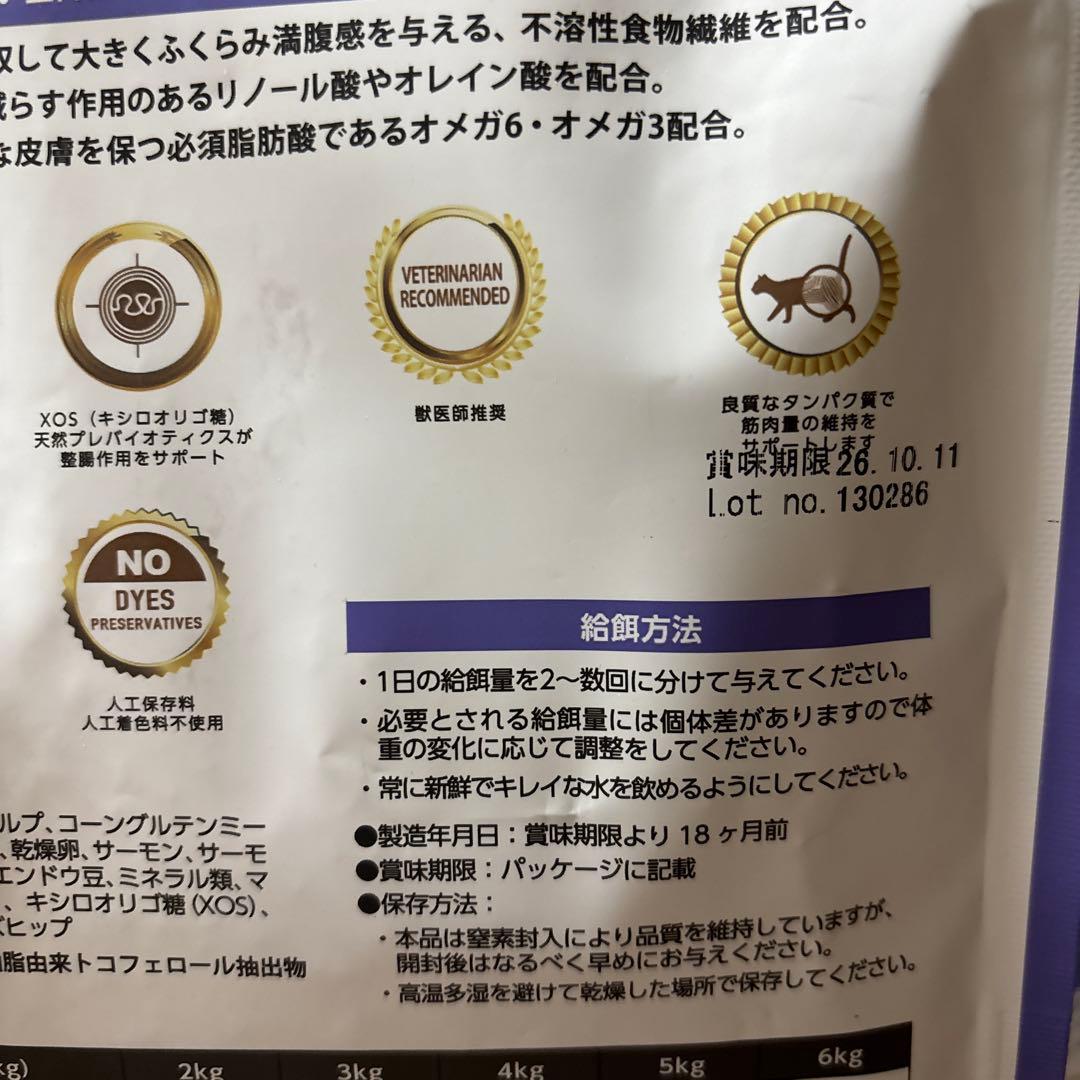 収して大きくふくらみ満腹感を与える、不溶性食物繊維を配合。
減らす作用のあるリノール酸やオレイン酸を配合。
な皮膚を保つ必須脂肪酸であるオメガ6・オメガ3配合。
XOS（キシロオリゴ糖）
天然プレバイオティクスが
整腸作用をサポート
VETERINARIAN
RECOMMENDED
獣医師推奨
良質なタンパク質で
筋肉量の維持を
サポートします
賞味期限 26.10.11
Lot no. 130286
NO
DYES
PRESERVATIVES
人工保存料
人工着色料不使用
給餌方法
・1日の給餌量を2〜数回に分けて与えてください。
・必要とされる給餌量には個体差がありますので体
重の変化に応じて調整をしてください。
・常に新鮮でキレイな水を飲めるようにしてください。
●製造年月日：賞味期限より 18 ヶ月前
●賞味期限：パッケージに記載
●保存方法：
・本品は窒素封入により品質を維持していますが、
開封後はなるべく早めにお与えください。
・高温多湿を避けて乾燥した場所で保存してください。
ルプ、コーングルテンミー
、乾燥卵、サーモン、サーモ
エンドウ豆、ミネラル類、マ
、キシロオリゴ糖（XOS）、
ズヒップ
脂由来トコフェロール抽出物
kg) 2kg 3kg 4kg 5kg 6kg